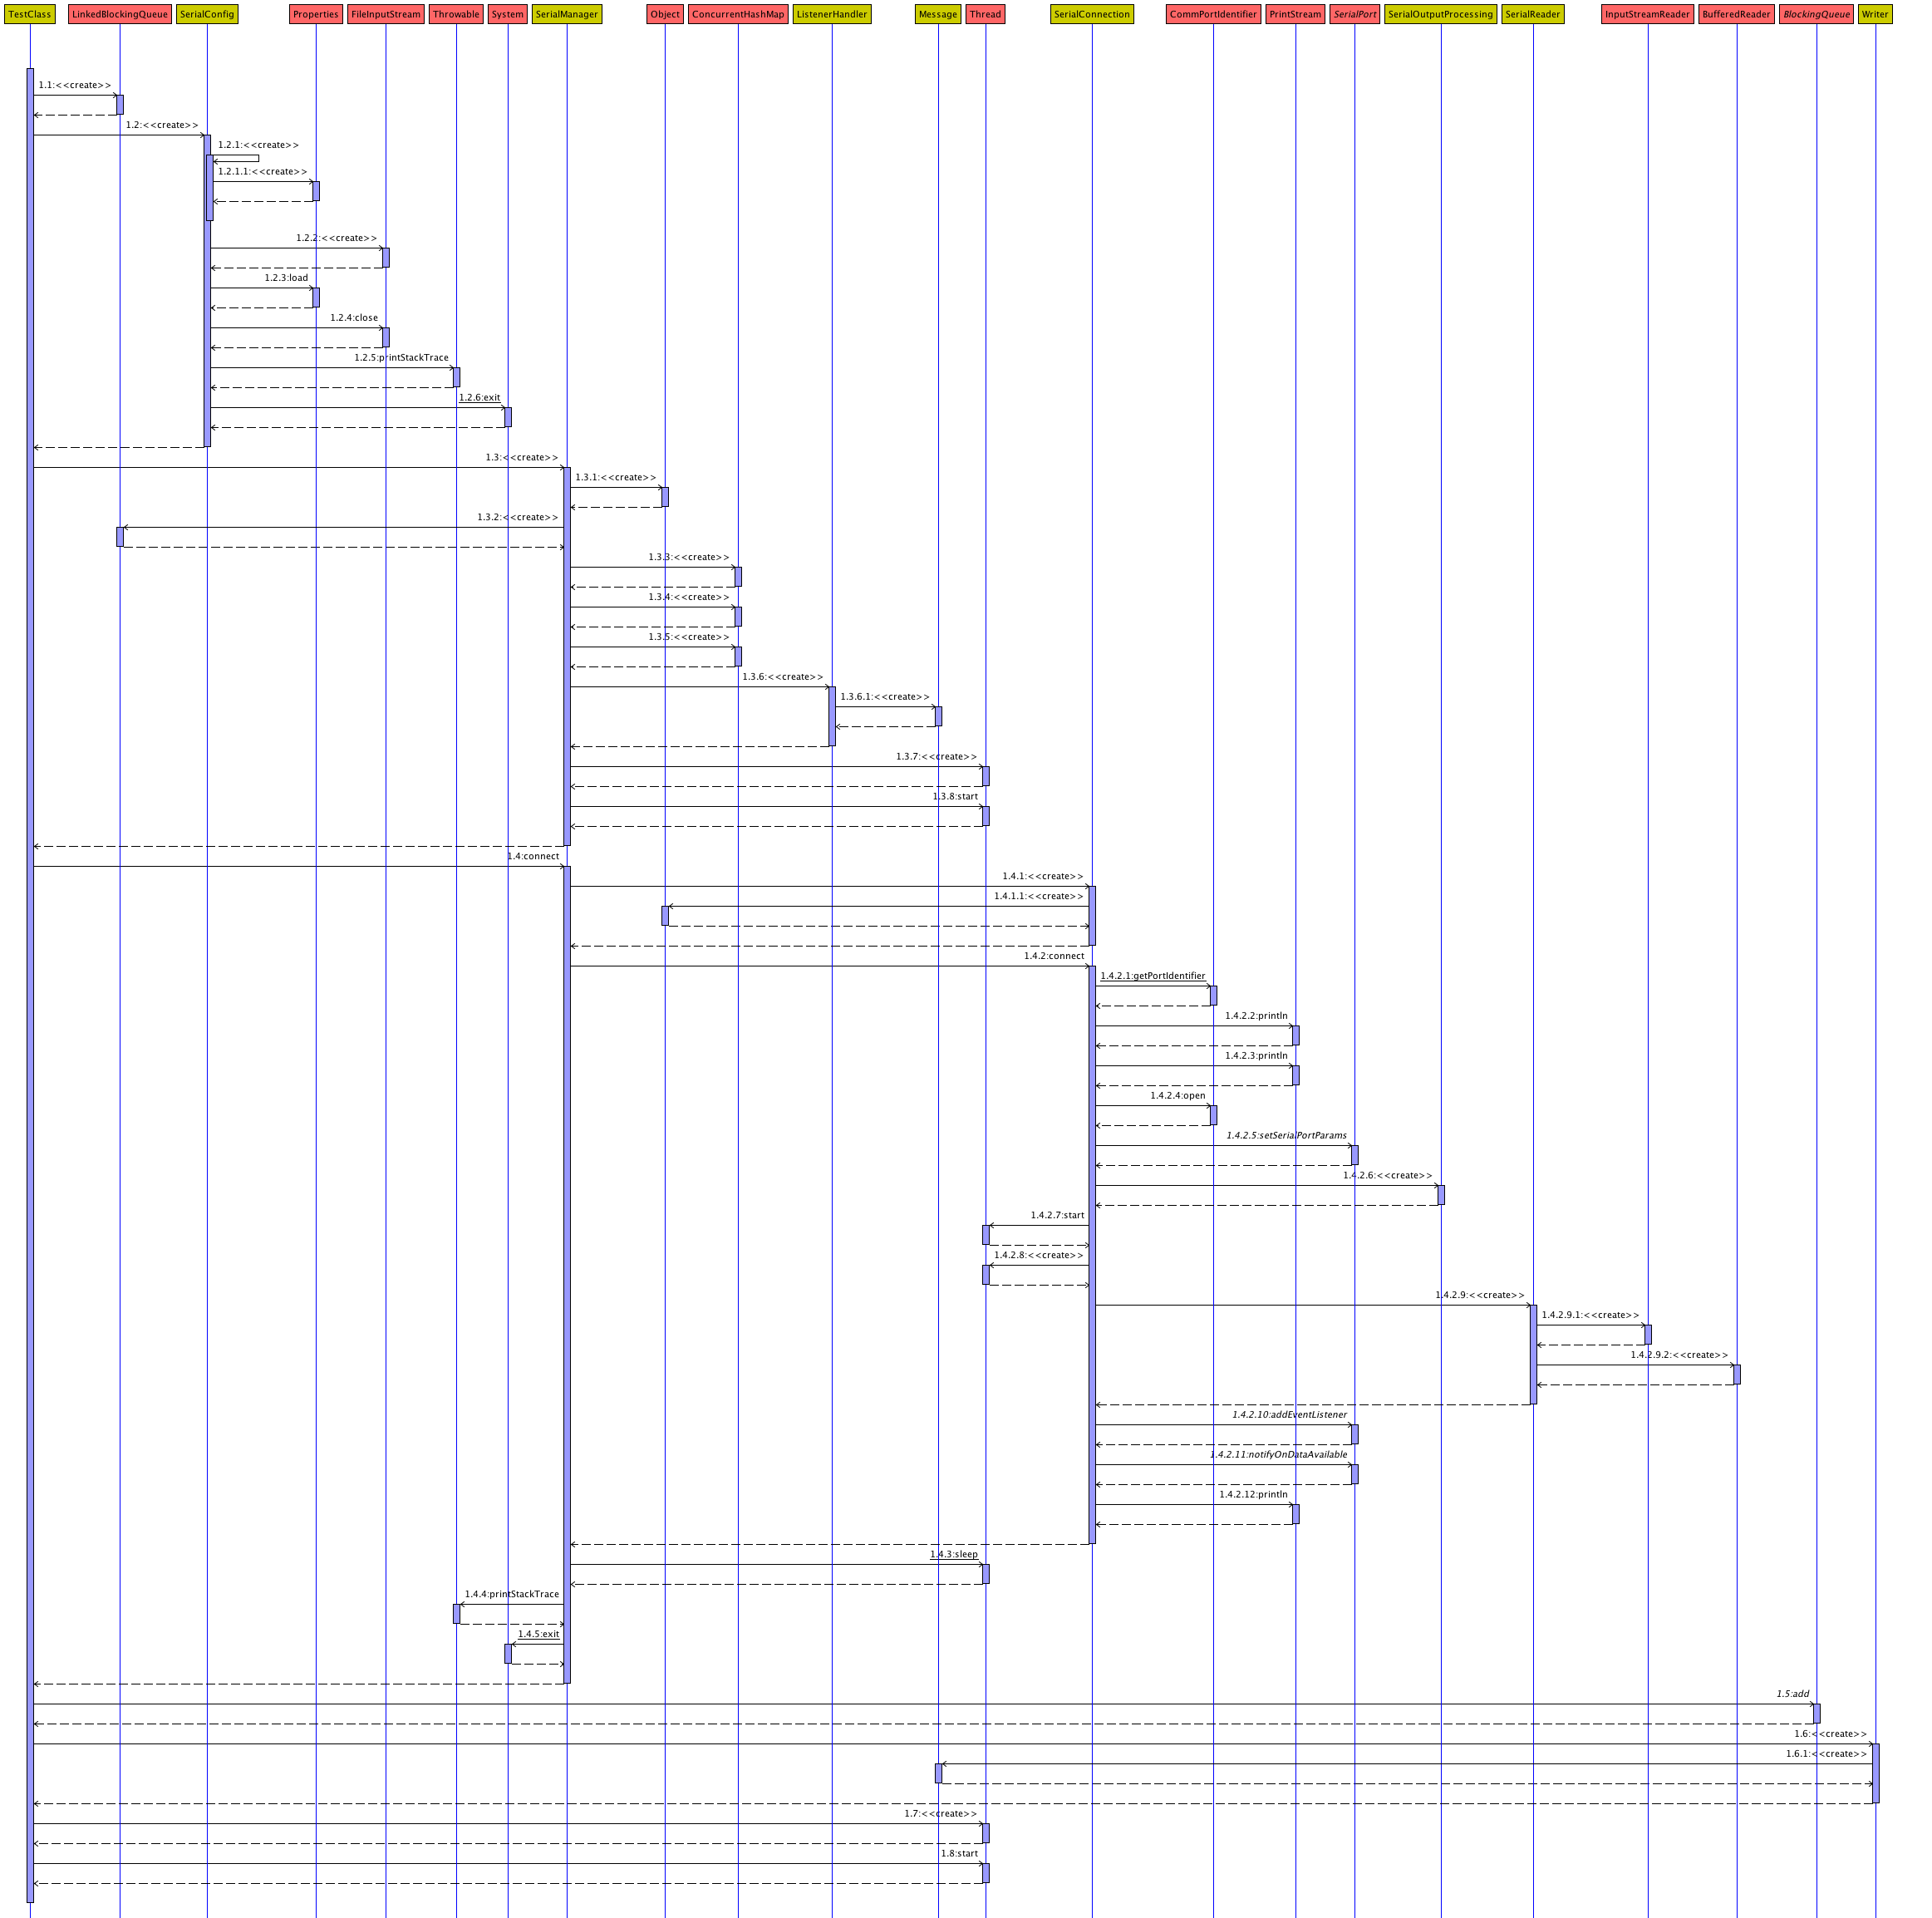 TestClass LinkedBlockingQueue SerialConfig Properties FileInputStream Throwable System SerialManager Object ConcurrentHashMap ListenerHandler Message Thread SerialConnection CommPortIdentifier PrintStream SerialPort SerialOutputProcessing SerialReader InputStreamReader BufferedReader BlockingQueue Writer
1.1:<<create>>
1.2:<<create>>
1.2.1:<<create>>
1.2.1.1:<<create>>
1.2.2:<<create>>
1.2.3:load
1.2.4:close
1.2.5:printStackTrace
1.2.6:exit
1.3:<<create>>
1.3.1:<<create>>
1.3.2:<<create>>
1.3.3:<<create>>
1.3.4:<<create>>
1.3.5:<<create>>
1.3.6:<<create>>
1.3.6.1:<<create>>
1.3.7:<<create>>
1.3.8:start
1.4:connect
1.4.1:<<create>>
1.4.1.1:<<create>>
1.4.2:connect
1.4.2.1:getPortIdentifier
1.4.2.2:println
1.4.2.3:println
1.4.2.4:open
1.4.2.5:setSerialPortParams
1.4.2.6:<<create>>
1.4.2.7:start
1.4.2.8:<<create>>
1.4.2.9:<<create>>
1.4.2.9.1:<<create>>
1.4.2.9.2:<<create>>
1.4.2.10:addEventListener
1.4.2.11:notifyOnDataAvailable
1.4.2.12:println
1.4.3:sleep
1.4.4:printStackTrace
1.4.5:exit
1.5:add
1.6:<<create>>
1.6.1:<<create>>
1.7:<<create>>
1.8:start